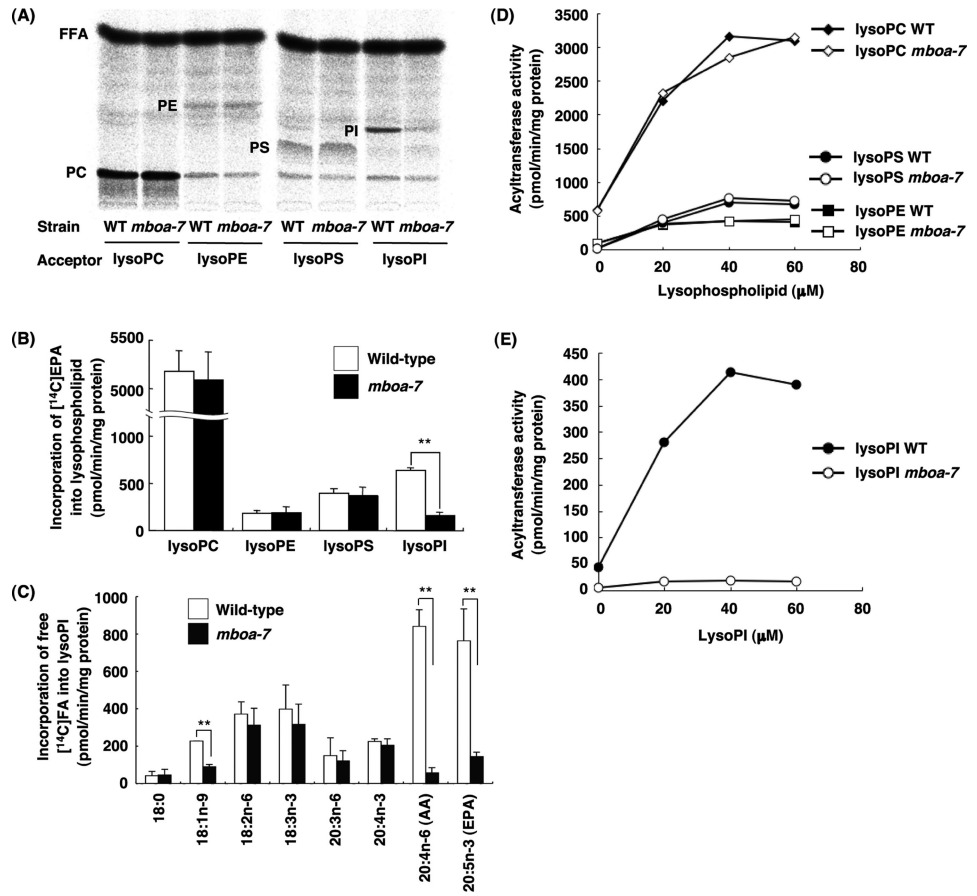 (A)
FFA
PE
PI
PS
PC
Strain WT mboa-7 WT mboa-7 WT mboa-7 WT mboa-7
Acceptor lysoPC lysoPE lysoPS lysoPI
(B)
Incorporation of [¹⁴C]EPA
into lysophospholipid
(pmol/min/mg protein)
5500
5000
1000
500
0
Wild-type
mboa-7
**
lysoPC lysoPE lysoPS lysoPI
(C)
Incorporation of free
[¹⁴C]FA into lysoPI
(pmol/min/mg protein)
1000
800
600
400
200
0
Wild-type
mboa-7
**
**
**
18:0
18:1n-9
18:2n-6
18:3n-3
20:3n-6
20:4n-3
20:4n-6 (AA)
20:5n-3 (EPA)
(D)
Acyltransferase activity
(pmol/min/mg protein)
3500
3000
2500
2000
1500
1000
500
0
0 20 40 60 80
Lysophospholipid (μM)
lysoPC WT
lysoPC mboa-7
lysoPS WT
lysoPS mboa-7
lysoPE WT
lysoPE mboa-7
(E)
Acyltransferase activity
(pmol/min/mg protein)
450
400
350
300
250
200
150
100
50
0
0 20 40 60 80
LysoPI (μM)
lysoPI WT
lysoPI mboa-7